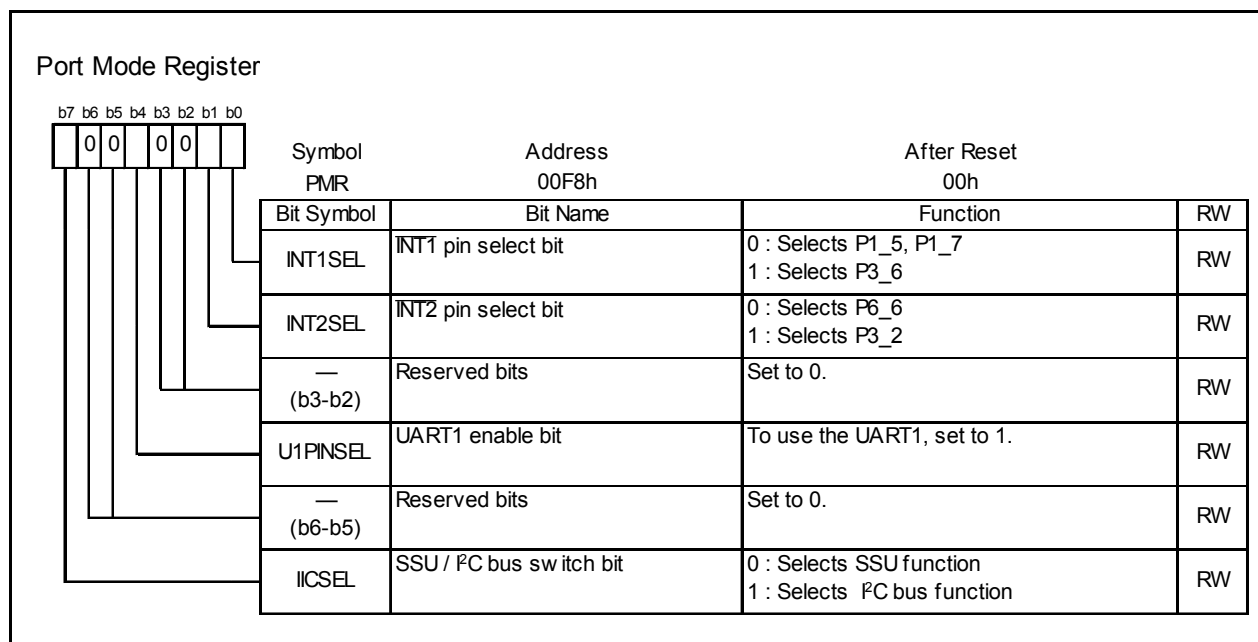 Port Mode Register
b7 b6 b5 b4 b3 b2 b1 b0
0 0 0 0
Symbol Address After Reset
PMR 00F8h 00h
Bit Symbol Bit Name Function RW
INT1SEL INT1 pin select bit 0 : Selects P1_5, P1_7 RW
1 : Selects P3_6
INT2SEL INT2 pin select bit 0 : Selects P6_6 RW
1 : Selects P3_2
— Reserved bits Set to 0. RW
(b3-b2)
U1PINSEL UART1 enable bit To use the UART1, set to 1. RW
— Reserved bits Set to 0. RW
(b6-b5)
IICSEL SSU / I²C bus switch bit 0 : Selects SSU function RW
1 : Selects I²C bus function